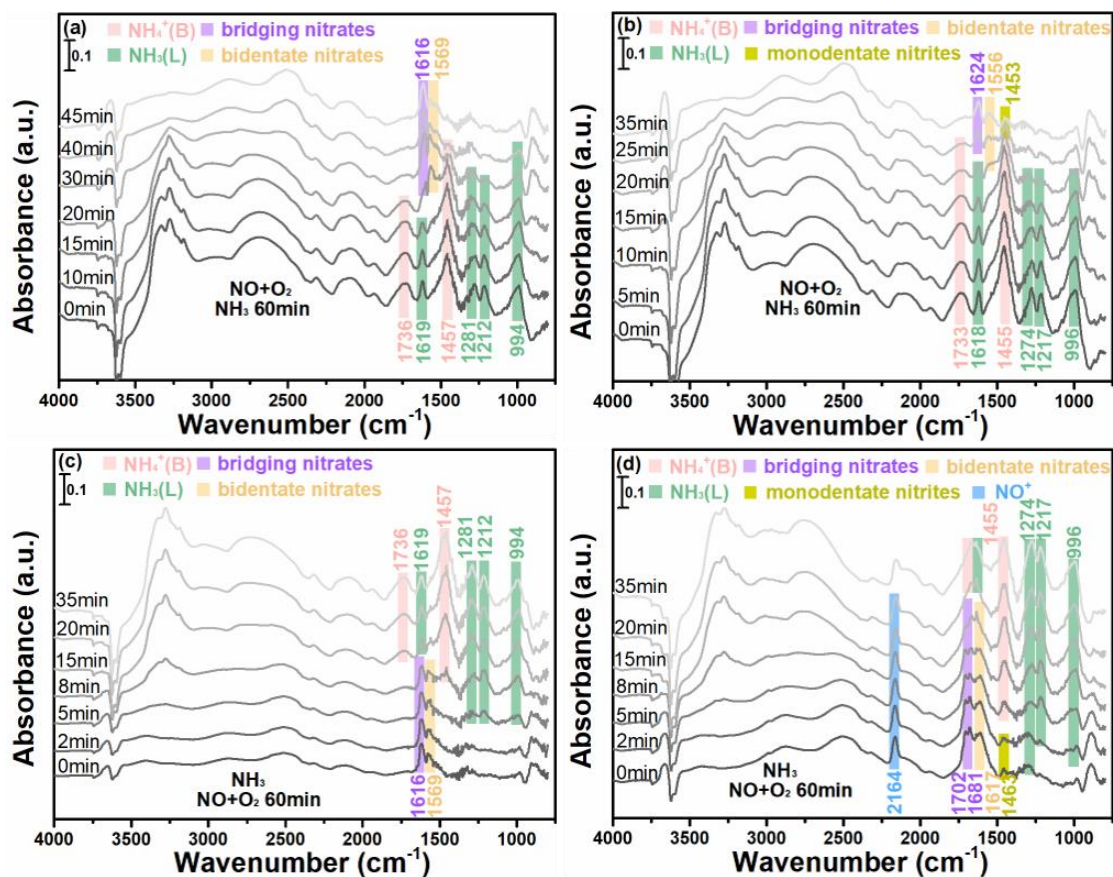 (a) NH₄⁺(B) bridging nitrates
0.1 NH₃(L) bidentate nitrates
1616
1569
45min
40min
30min
20min
15min
10min
0min
NO+O₂
NH₃ 60min
1736
1619
1457
1281
1212
994
Absorbance (a.u.)
4000 3500 3000 2500 2000 1500 1000
Wavenumber (cm⁻¹)
(b) NH₄⁺(B) bridging nitrates bidentate nitrates
0.1 NH₃(L) monodentate nitrites
1624
1556
1453
35min
25min
20min
15min
10min
5min
0min
NO+O₂
NH₃ 60min
1733
1618
1455
1274
1217
996
Absorbance (a.u.)
4000 3500 3000 2500 2000 1500 1000
Wavenumber (cm⁻¹)
(c) NH₄⁺(B) bridging nitrates
0.1 NH₃(L) bidentate nitrates
1736
1619
1457
1281
1212
994
35min
20min
15min
8min
5min
2min
0min
NH₃
NO+O₂ 60min
1616
1569
Absorbance (a.u.)
4000 3500 3000 2500 2000 1500 1000
Wavenumber (cm⁻¹)
(d) NH₄⁺(B) bridging nitrates bidentate nitrates
0.1 NH₃(L) monodentate nitrites NO⁺
1455
1274
1217
996
35min
20min
15min
8min
5min
2min
0min
NH₃
NO+O₂ 60min
2164
1702
1681
1617
1463
Absorbance (a.u.)
4000 3500 3000 2500 2000 1500 1000
Wavenumber (cm⁻¹)